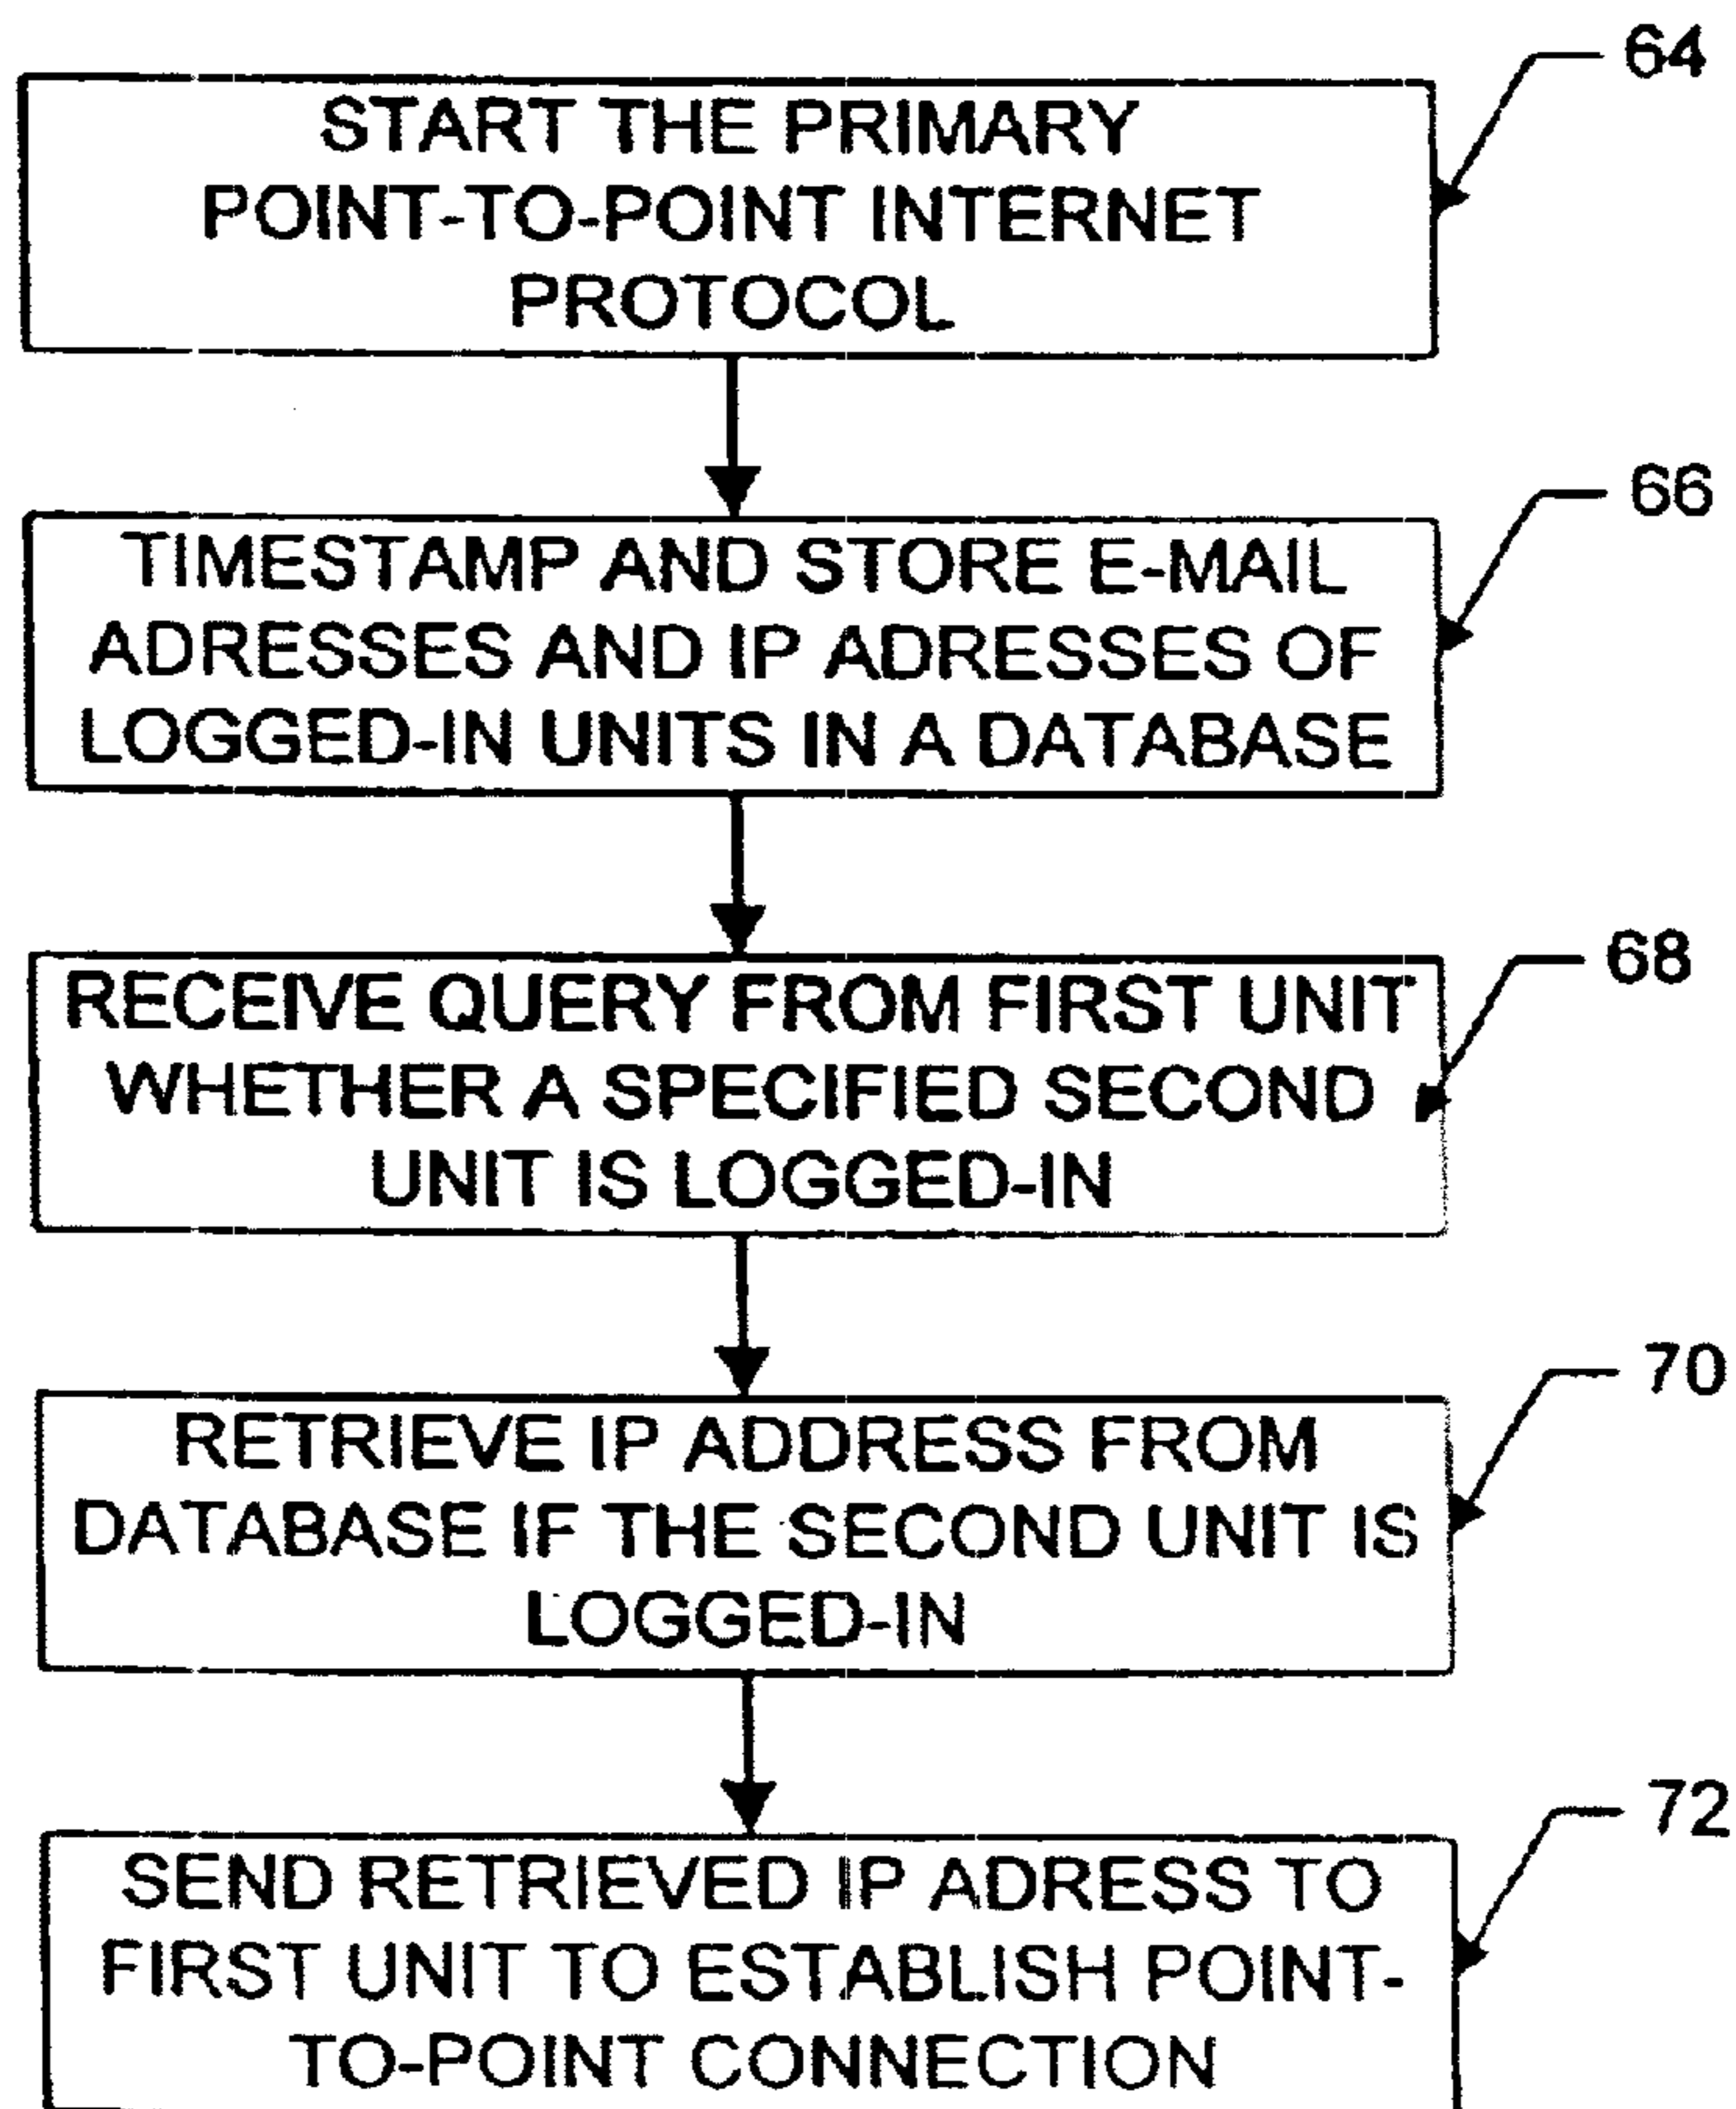 64
START THE PRIMARY
POINT-TO-POINT INTERNET
PROTOCOL
66
TIMESTAMP AND STORE E-MAIL
ADRESSES AND IP ADRESSES OF
LOGGED-IN UNITS IN A DATABASE
68
RECEIVE QUERY FROM FIRST UNIT
WHETHER A SPECIFIED SECOND
UNIT IS LOGGED-IN
70
RETRIEVE IP ADDRESS FROM
DATABASE IF THE SECOND UNIT IS
LOGGED-IN
72
SEND RETRIEVED IP ADRESS TO
FIRST UNIT TO ESTABLISH POINT-
TO-POINT CONNECTION